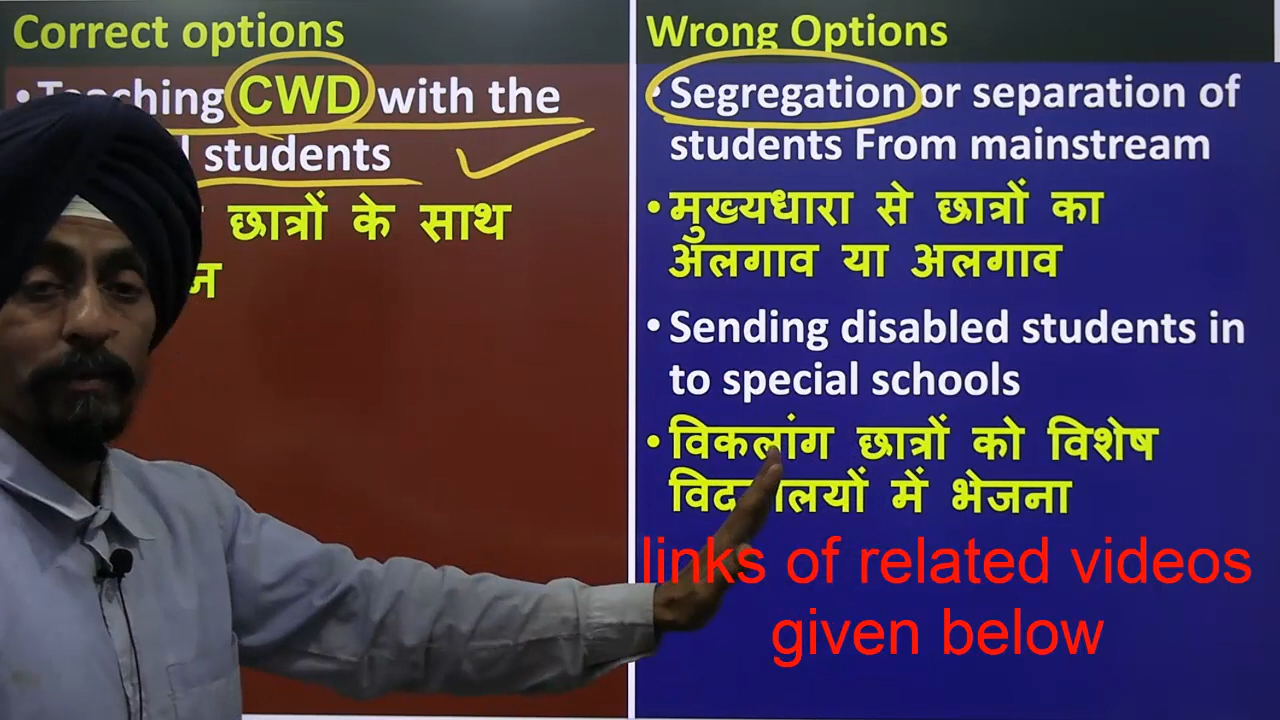 Correct options
• Teaching CWD with the
students
छात्रों के साथ
Wrong Options
• Segregation or separation of
students From mainstream
• मुख्यधारा से छात्रों का
अलगाव या अलगाव
• Sending disabled students in
to special schools
• विकलांग छात्रों को विशेष
में भेजना
links of related videos
given below